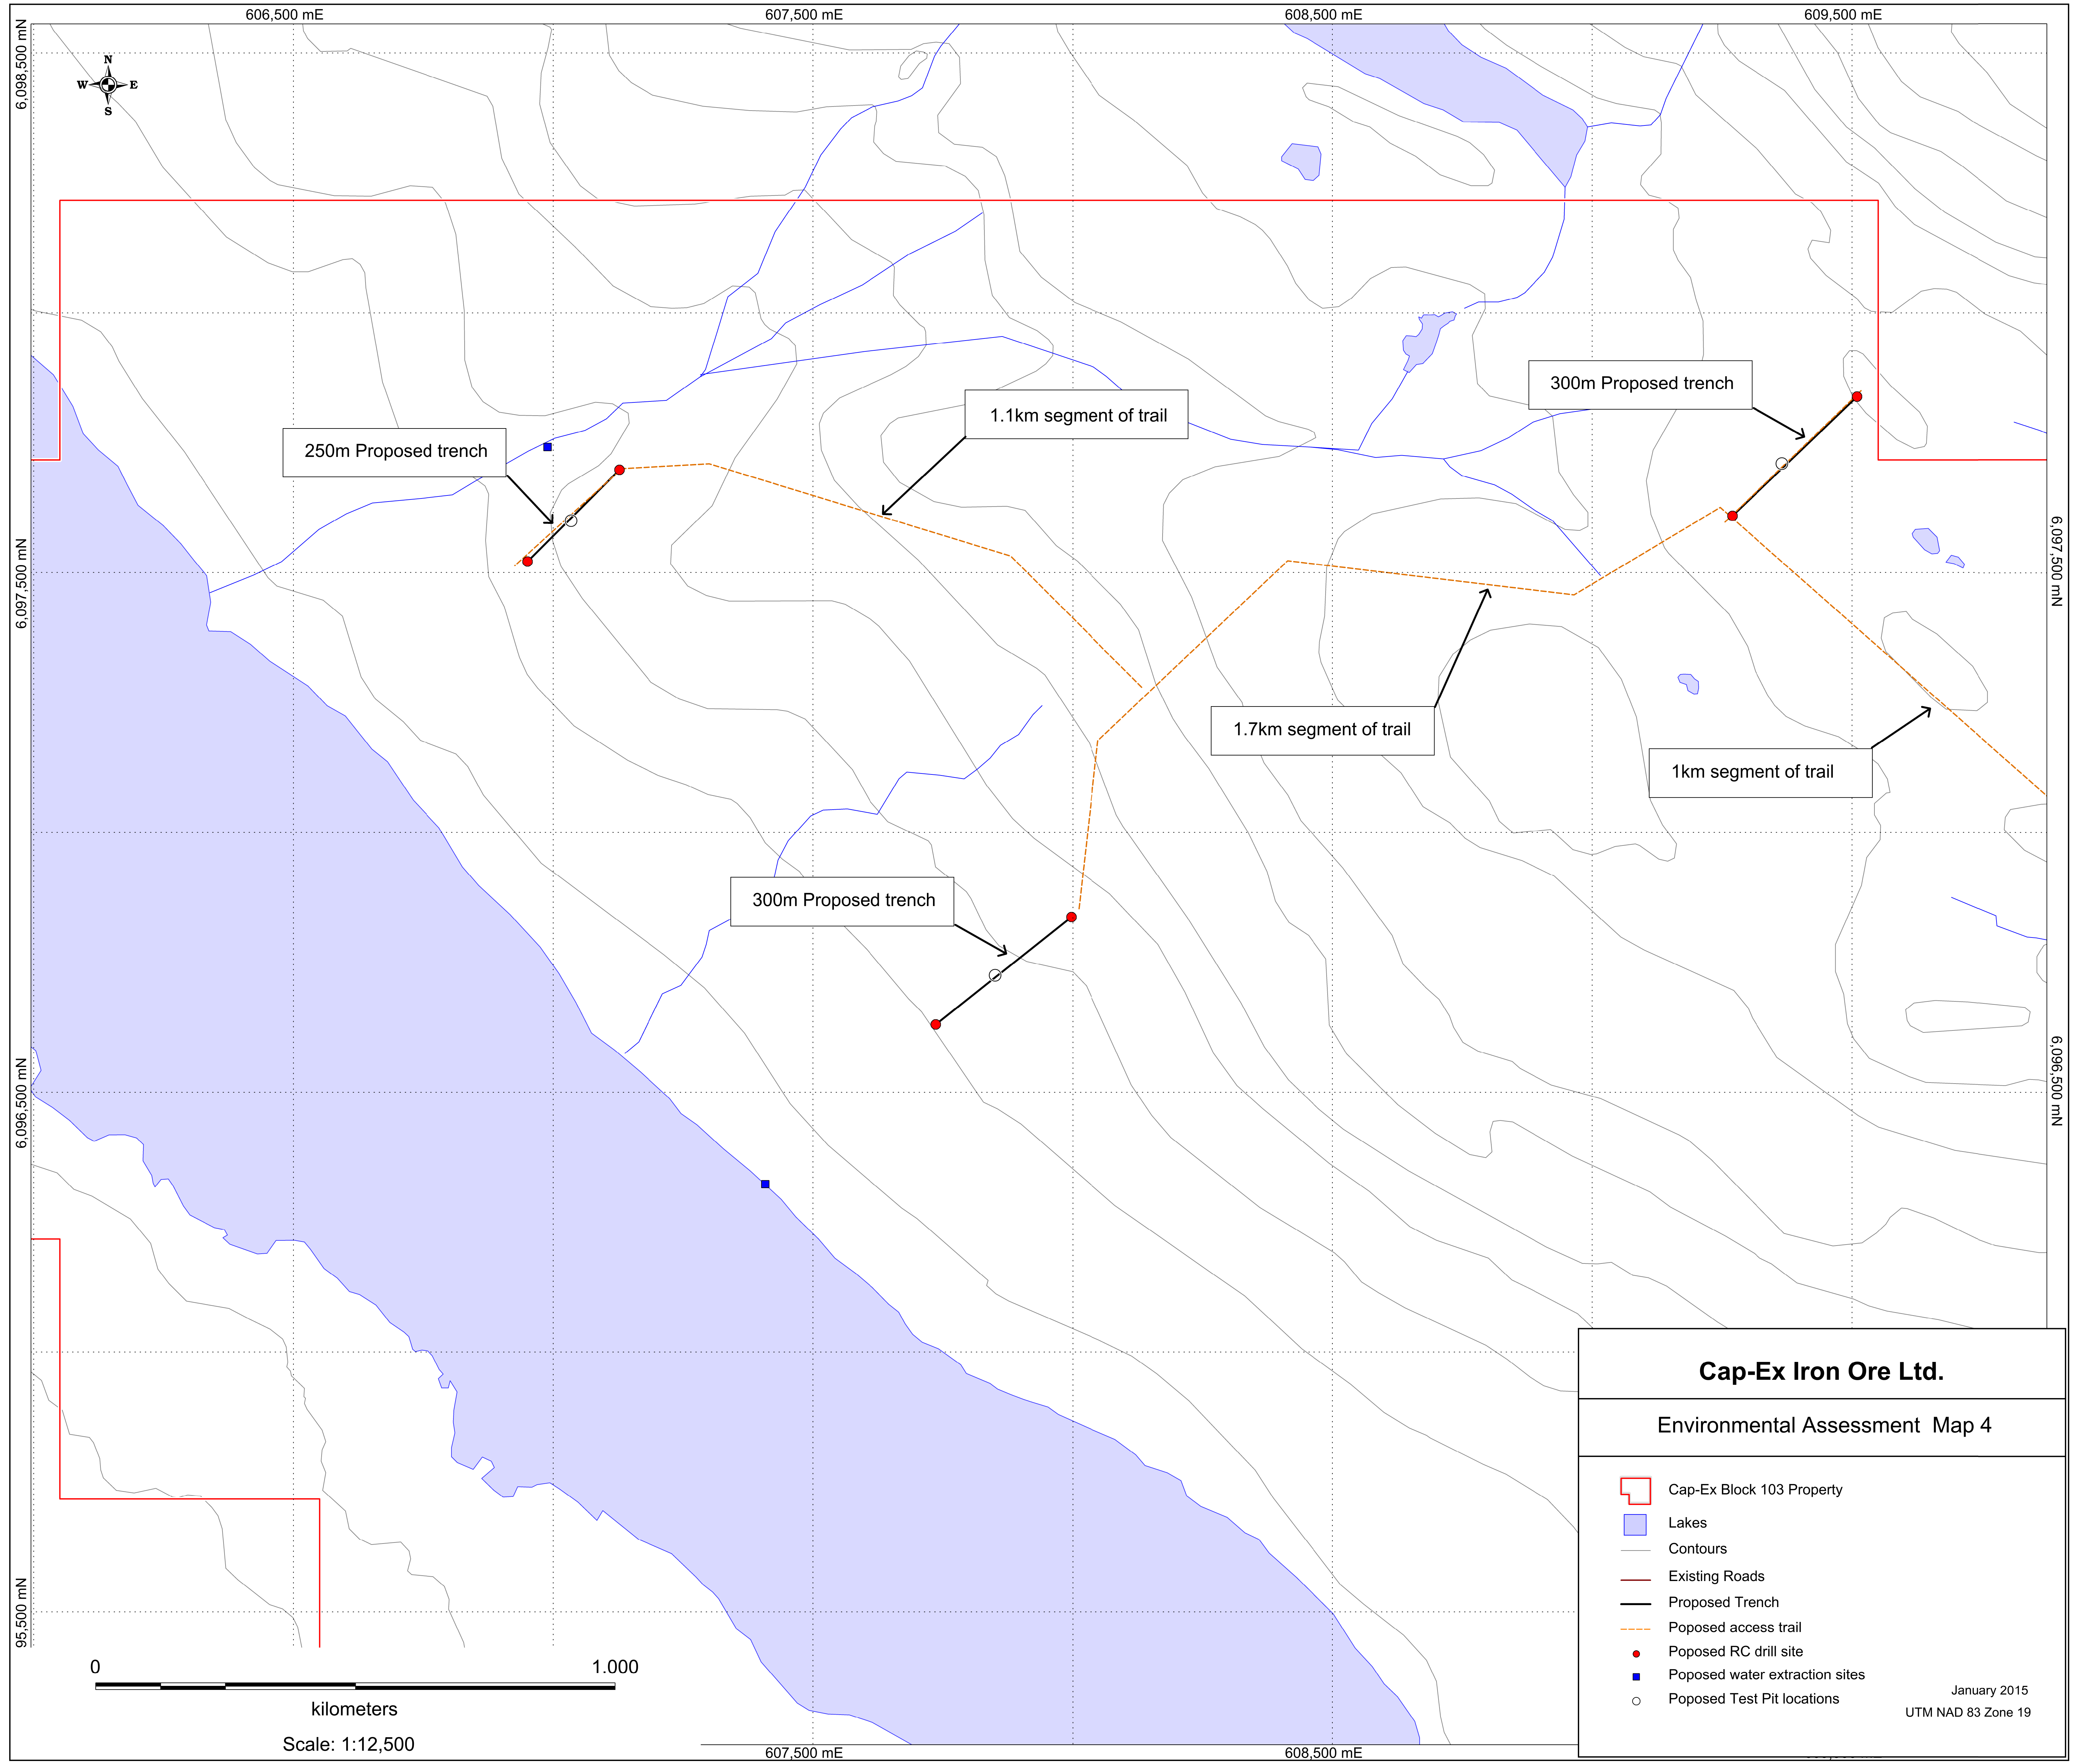 606,500 mE
607,500 mE
608,500 mE
609,500 mE
6,098,500 mN
N
W E
S
300m Proposed trench
1.1km segment of trail
250m Proposed trench
6,097,500 mN
6,097,500 mN
1.7km segment of trail
1km segment of trail
300m Proposed trench
6,096,500 mN
6,096,500 mN
95,500 mN
Cap-Ex Iron Ore Ltd.
Environmental Assessment Map 4
Cap-Ex Block 103 Property
Lakes
Contours
Existing Roads
Proposed Trench
Poposed access trail
Poposed RC drill site
Poposed water extraction sites
Poposed Test Pit locations
January 2015
UTM NAD 83 Zone 19
0 1.000
kilometers
Scale: 1:12,500
607,500 mE
608,500 mE